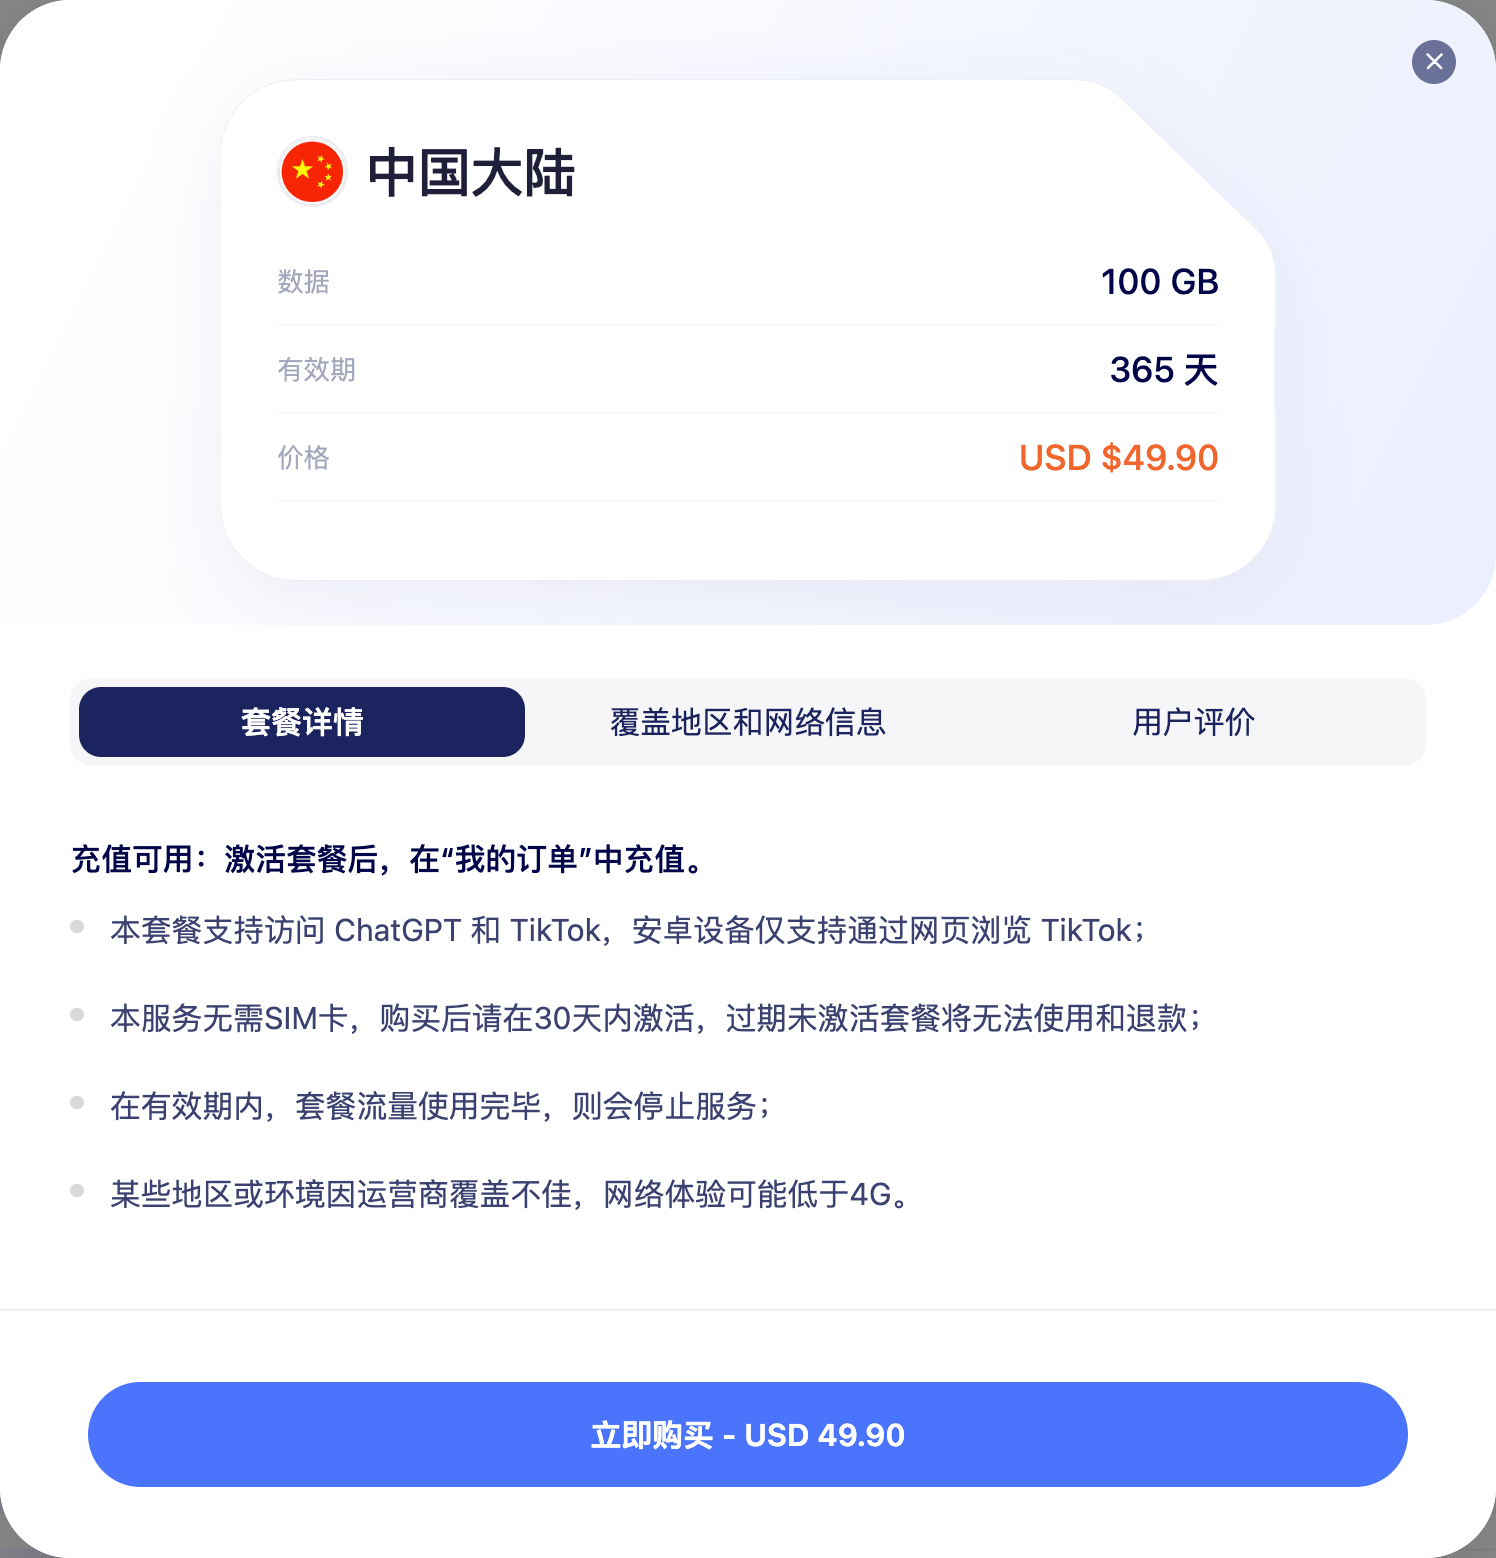 中国大陆
数据 100 GB
有效期 365 天
价格 USD $49.90
套餐详情 覆盖地区和网络信息 用户评价
充值可用：激活套餐后，在“我的订单”中充值。
本套餐支持访问 ChatGPT 和 TikTok，安卓设备仅支持通过网页浏览 TikTok；
本服务无需SIM卡，购买后请在30天内激活，过期未激活套餐将无法使用和退款；
在有效期内，套餐流量使用完毕，则会停止服务；
某些地区或环境因运营商覆盖不佳，网络体验可能低于4G。
立即购买 - USD 49.90